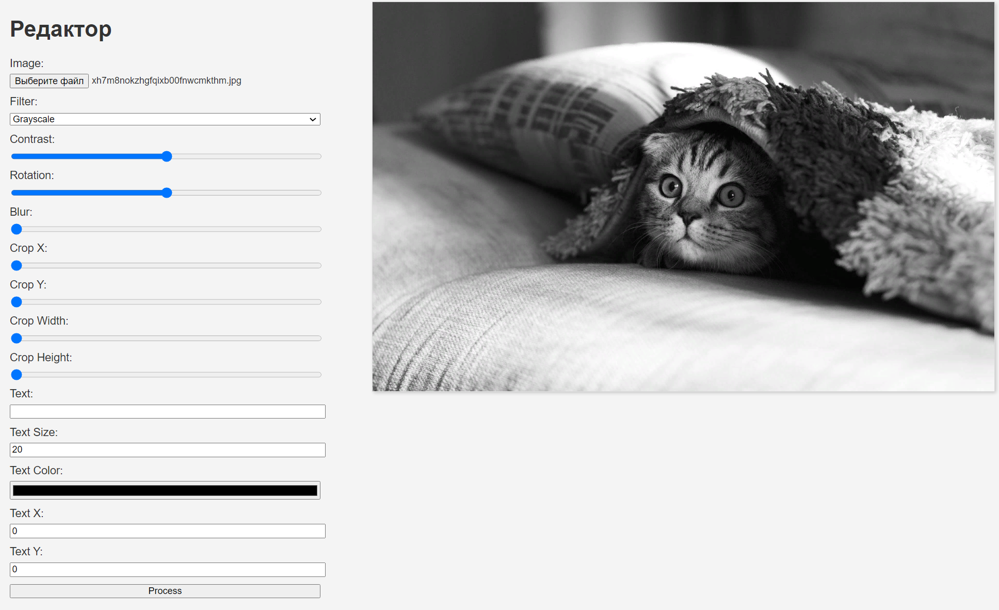 Редактор
Image:
Выберите файл xh7m8nokzhgfqixb00fnwcmkthm.jpg
Filter:
Grayscale
Contrast:
Rotation:
Blur:
Crop X:
Crop Y:
Crop Width:
Crop Height:
Text:
Text Size:
20
Text Color:
Text X:
0
Text Y:
0
Process